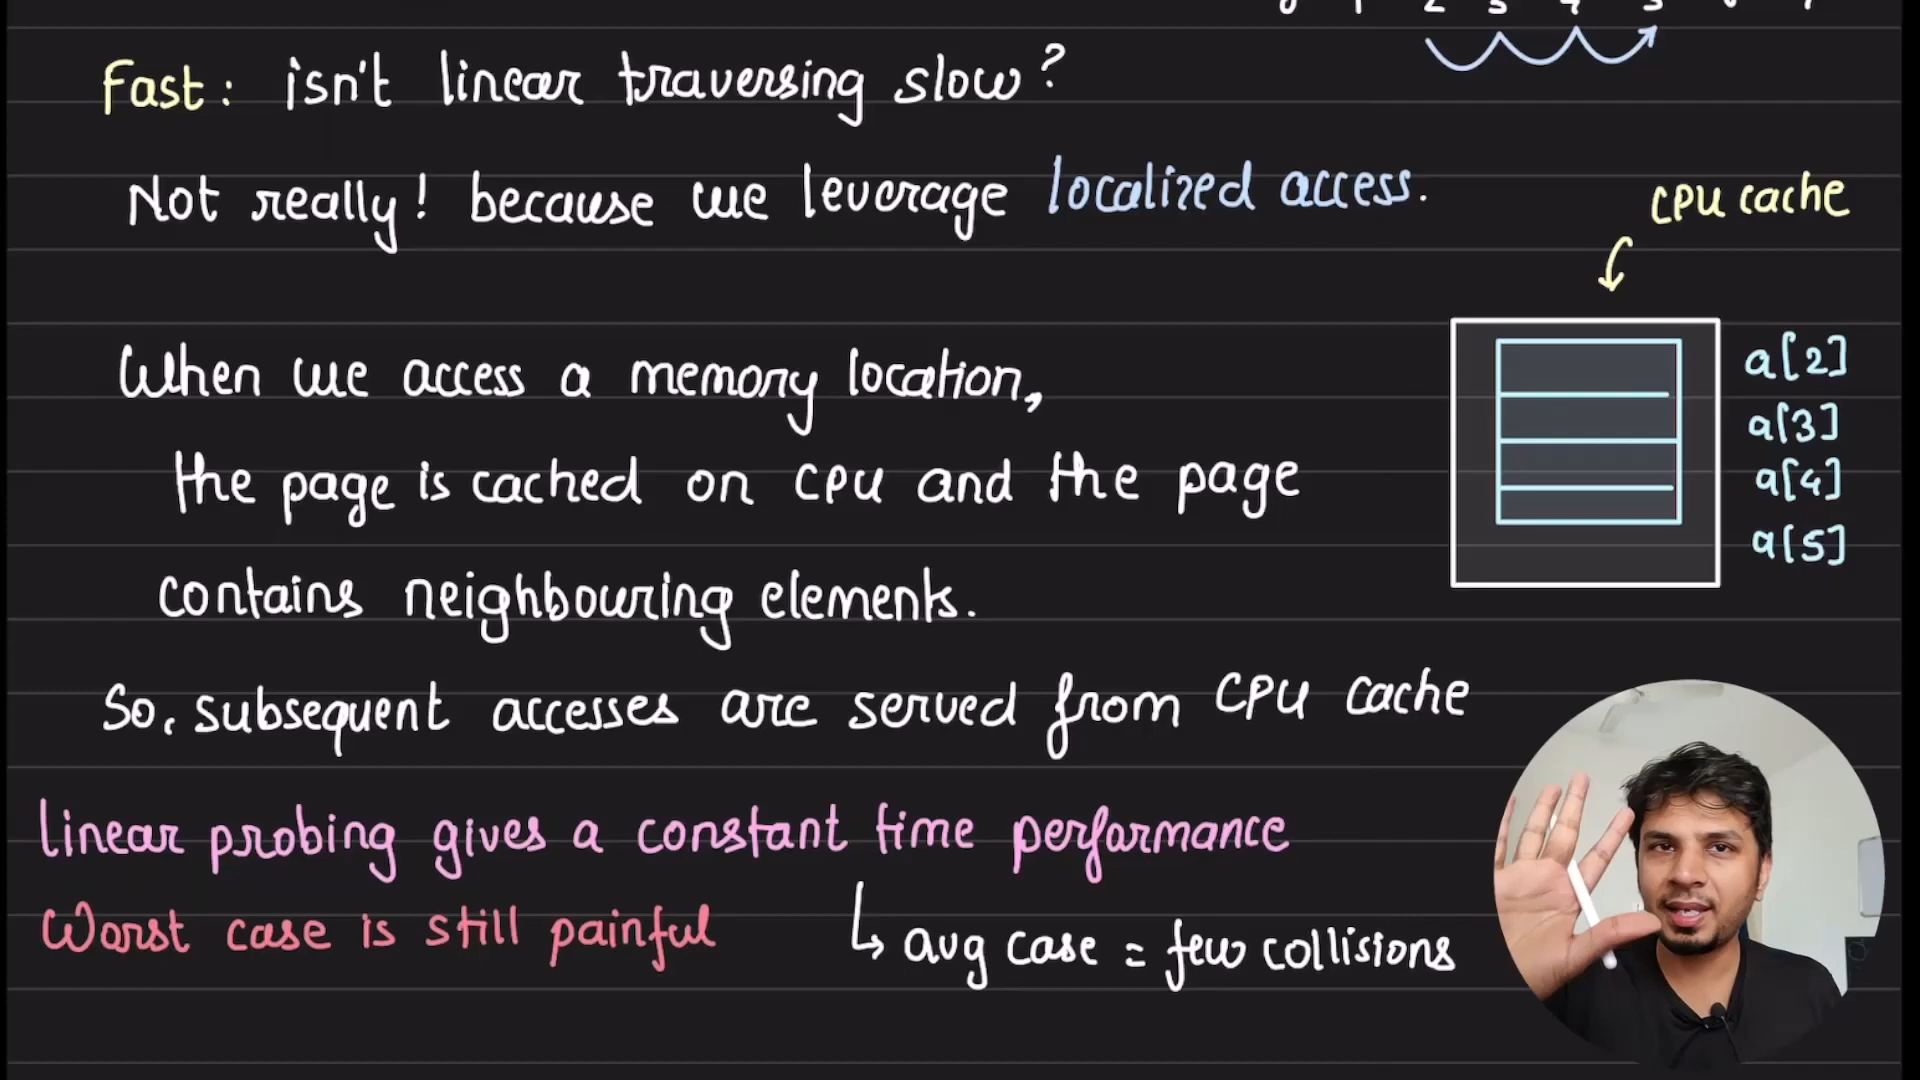 Fast: isn't linear traversing slow?
Not really! because we leverage localized access.
CPU cache
When we access a memory location,
the page is cached on CPU and the page
contains neighbouring elements.
a[2]
a[3]
a[4]
a[5]
So, subsequent accesses are served from CPU cache
linear probing gives a constant time performance
Worst case is still painful
↳ avg case = few collisions